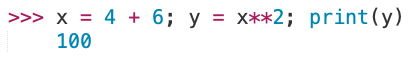 >>> x = 4 + 6; y = x**2; print(y)
100